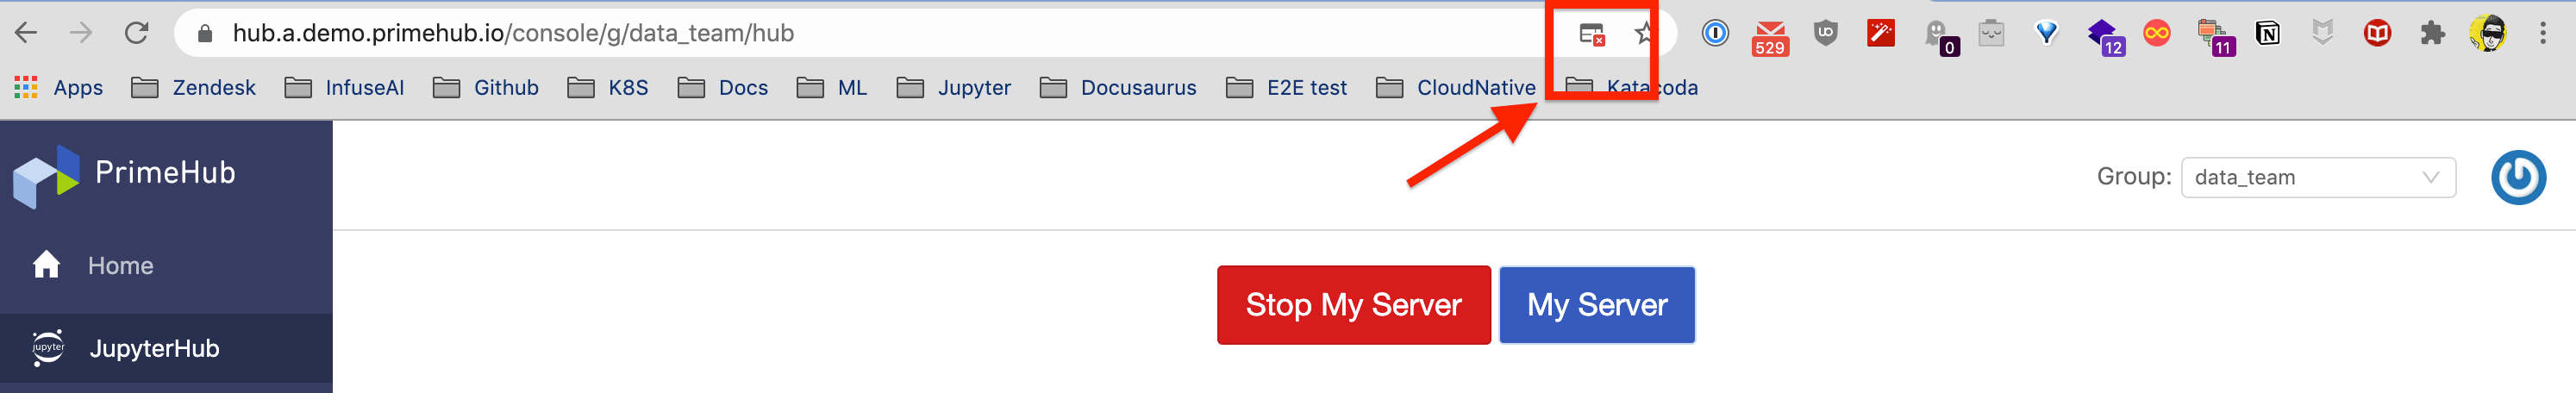 hub.a.demo.primehub.io/console/g/data_team/hub
UD 529 0 12 11 N
Apps Zendesk InfuseAI Github K8S Docs ML Jupyter Docusaurus E2E test CloudNative Katacoda
PrimeHub
Group: data_team
Home
Stop My Server My Server
jupyter JupyterHub